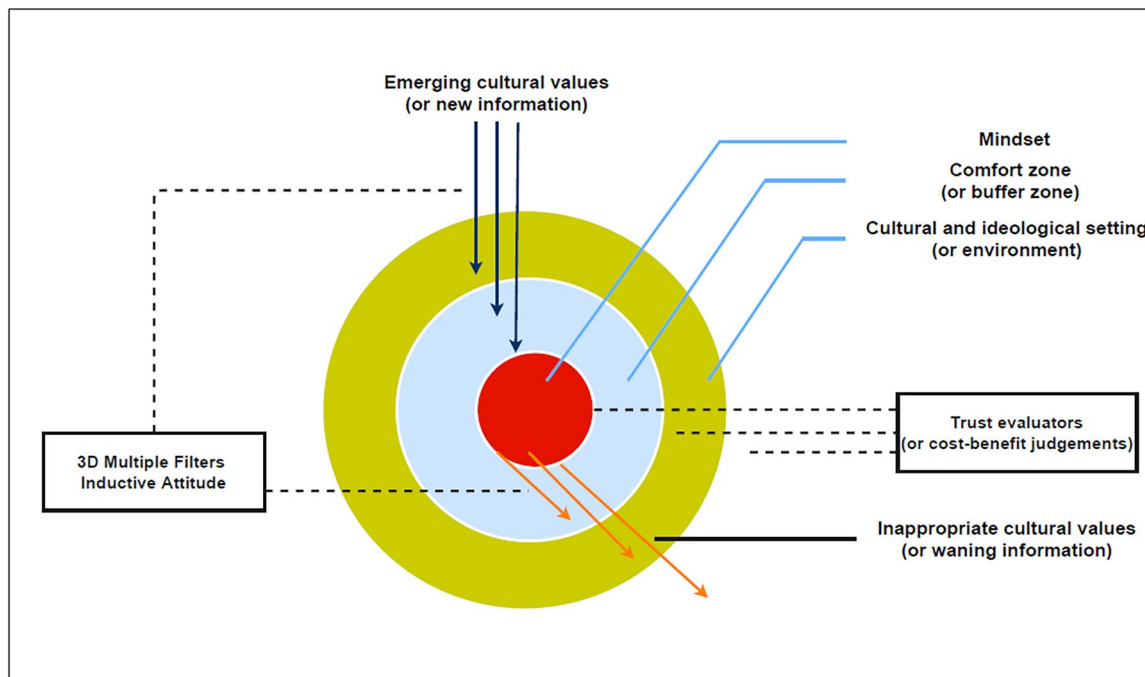 Emerging cultural values
(or new information)
Mindset
Comfort zone
(or buffer zone)
Cultural and ideological setting
(or environment)
3D Multiple Filters
Inductive Attitude
Trust evaluators
(or cost-benefit judgements)
Inappropriate cultural values
(or waning information)